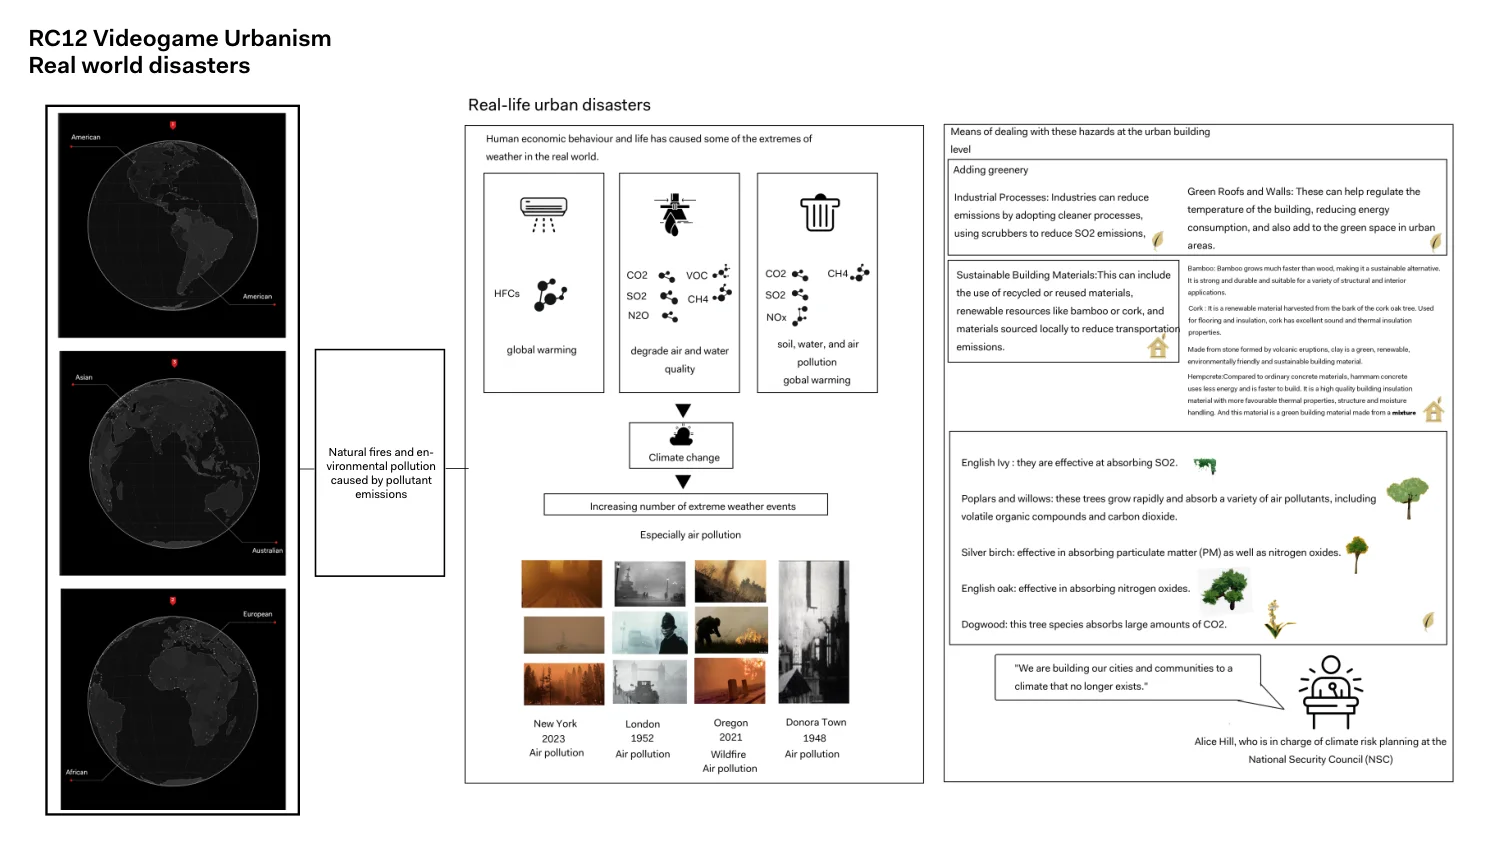 RC12 Videogame Urbanism
Real world disasters
American
American
Asian
Australian
European
African
Natural fires and en-
vironmental pollution
caused by pollutant
emissions
Real-life urban disasters
Human economic behaviour and life has caused some of the extremes of
weather in the real world.
HFCs
global warming
CO2
VOC
SO2
CH4
N2O
degrade air and water
quality
CO2
CH4
SO2
NOx
soil, water, and air
pollution
gobal warming
Climate change
Increasing number of extreme weather events
Especially air pollution
New York
2023
Air pollution
London
1952
Air pollution
Oregon
2021
Wildfire
Air pollution
Donora Town
1948
Air pollution
Means of dealing with these hazards at the urban building
level
Adding greenery
Industrial Processes: Industries can reduce
emissions by adopting cleaner processes,
using scrubbers to reduce SO2 emissions,
Green Roofs and Walls: These can help regulate the
temperature of the building, reducing energy
consumption, and also add to the green space in urban
areas.
Sustainable Building Materials:This can include
the use of recycled or reused materials,
renewable resources like bamboo or cork, and
materials sourced locally to reduce transportation
emissions.
Bamboo: Bamboo grows much faster than wood, making it a sustainable alternative.
It is strong and durable and suitable for a variety of structural and interior
applications.
Cork : It is a renewable material harvested from the bark of the cork oak tree. Used
for flooring and insulation, cork has excellent sound and thermal insulation
properties.
Made from stone formed by volcanic eruptions, clay is a green, renewable,
environmentally friendly and sustainable building material.
Hempcrete:Compared to ordinary concrete materials, hammam concrete
uses less energy and is faster to build. It is a high quality building insulation
material with more favourable thermal properties, structure and moisture
handling. And this material is a green building material made from a mixture
English Ivy : they are effective at absorbing SO2.
Poplars and willows: these trees grow rapidly and absorb a variety of air pollutants, including
volatile organic compounds and carbon dioxide.
Silver birch: effective in absorbing particulate matter (PM) as well as nitrogen oxides.
English oak: effective in absorbing nitrogen oxides.
Dogwood: this tree species absorbs large amounts of CO2.
"We are building our cities and communities to a
climate that no longer exists."
Alice Hill, who is in charge of climate risk planning at the
National Security Council (NSC)